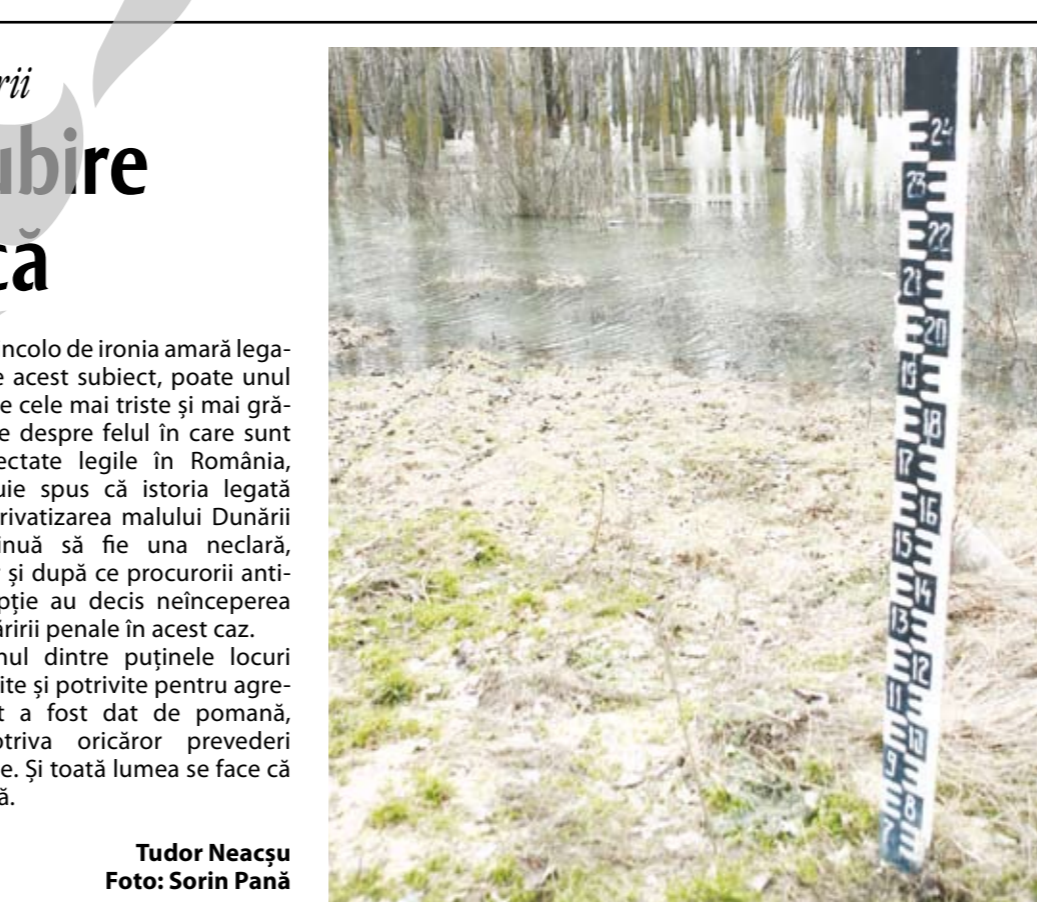 rii
ubire
că
ncolo de ironia amară lega-
e acest subiect, poate unul
e cele mai triste și mai gră-
e despre felul în care sunt
ectate legile în România,
uie spus că istoria legată
rivatizarea malului Dunării
inuă să fie una neclară,
și după ce procurorii anti-
pție au decis neînceperea
ăririi penale în acest caz.
nul dintre puținele locuri
ite și potrivite pentru agre-
t a fost dat de pomană,
otriva oricăror prevederi
e. Și toată lumea se face că
ă.
Tudor Neacșu
Foto: Sorin Pană
24
23
22
21
20
19
18
17
16
15
14
13
12
11
10
9
8
7